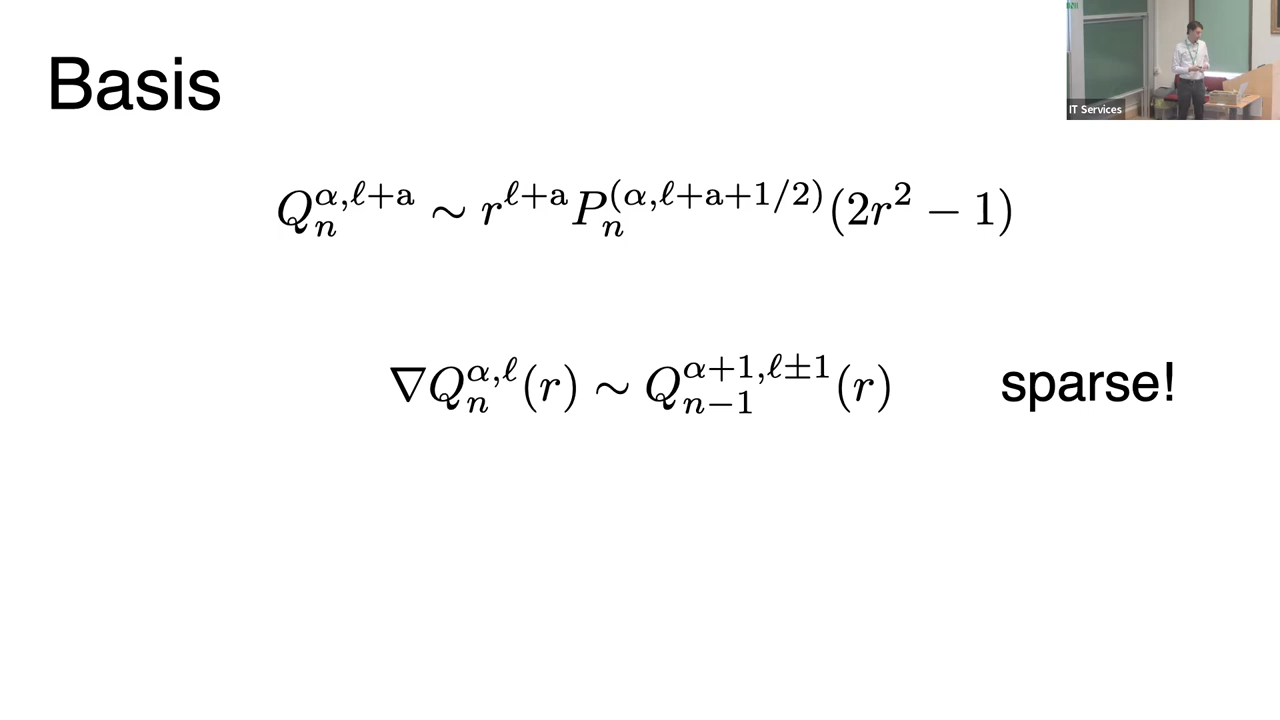 Basis
IT Services
Q_n^{α,ℓ+a} ∼ r^{ℓ+a} P_n^{(α,ℓ+a+1/2)}(2r^2 − 1)
∇Q_n^{α,ℓ}(r) ∼ Q_{n−1}^{α+1,ℓ±1}(r) sparse!